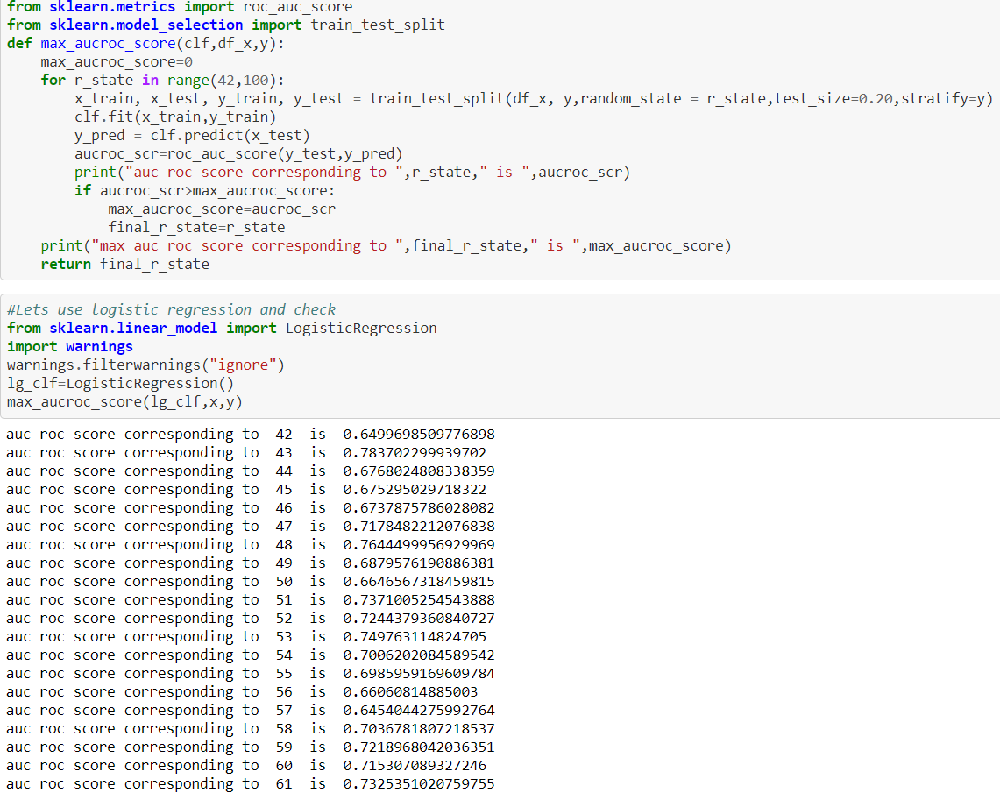 from sklearn.metrics import roc_auc_score
from sklearn.model_selection import train_test_split
def max_aucroc_score(clf,df_x,y):
    max_aucroc_score=0
    for r_state in range(42,100):
        x_train, x_test, y_train, y_test = train_test_split(df_x, y,random_state = r_state,test_size=0.20,stratify=y)
        clf.fit(x_train,y_train)
        y_pred = clf.predict(x_test)
        aucroc_scr=roc_auc_score(y_test,y_pred)
        print("auc roc score corresponding to ",r_state," is ",aucroc_scr)
        if aucroc_scr>max_aucroc_score:
            max_aucroc_score=aucroc_scr
            final_r_state=r_state
    print("max auc roc score corresponding to ",final_r_state," is ",max_aucroc_score)
    return final_r_state
#Lets use logistic regression and check
from sklearn.linear_model import LogisticRegression
import warnings
warnings.filterwarnings("ignore")
lg_clf=LogisticRegression()
max_aucroc_score(lg_clf,x,y)
auc roc score corresponding to  42  is  0.6499698509776898
auc roc score corresponding to  43  is  0.783702299939702
auc roc score corresponding to  44  is  0.6768024808338359
auc roc score corresponding to  45  is  0.675295029718322
auc roc score corresponding to  46  is  0.6737875786028082
auc roc score corresponding to  47  is  0.7178482212076838
auc roc score corresponding to  48  is  0.7644499956929969
auc roc score corresponding to  49  is  0.6879576190886381
auc roc score corresponding to  50  is  0.6646567318459815
auc roc score corresponding to  51  is  0.7371005254543888
auc roc score corresponding to  52  is  0.7244379360840727
auc roc score corresponding to  53  is  0.749763114824705
auc roc score corresponding to  54  is  0.7006202084589542
auc roc score corresponding to  55  is  0.6985959169609784
auc roc score corresponding to  56  is  0.66060814885003
auc roc score corresponding to  57  is  0.6454044275992764
auc roc score corresponding to  58  is  0.7036781807218537
auc roc score corresponding to  59  is  0.7218968042036351
auc roc score corresponding to  60  is  0.715307089327246
auc roc score corresponding to  61  is  0.7325351020759755